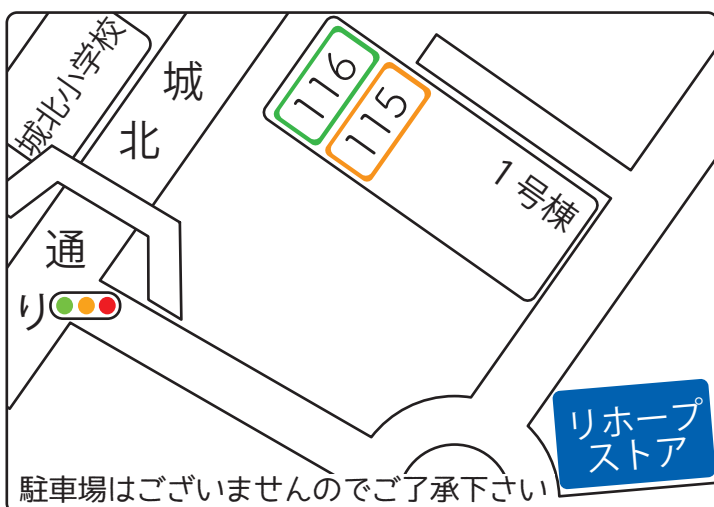 城北小学校
城北通り
116
115
1号棟
リホープ
ストア
駐車場はございませんのでご了承下さい